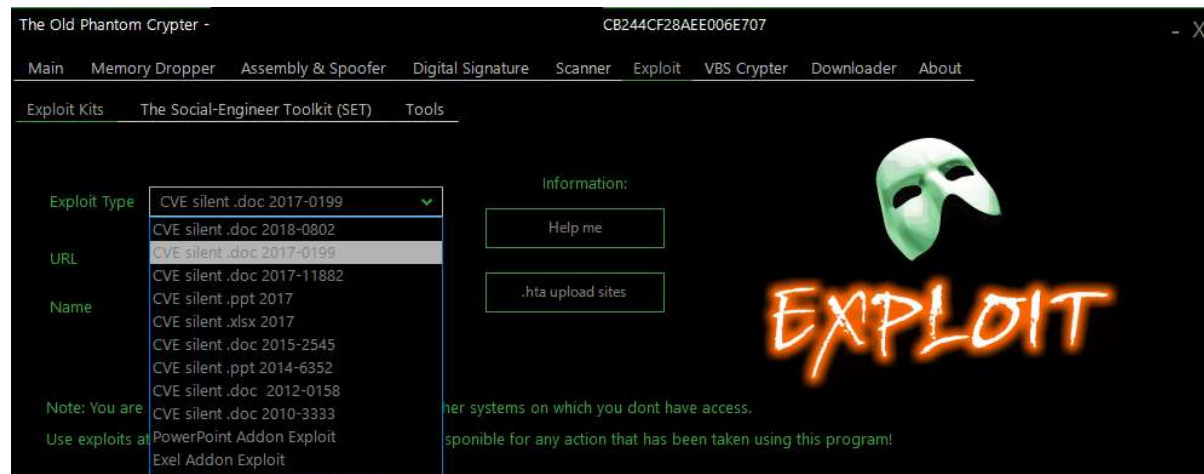 The Old Phantom Crypter - CB244CF28AEE006E707 - X
Main Memory Dropper Assembly & Spoofer Digital Signature Scanner Exploit VBS Crypter Downloader About
Exploit Kits The Social-Engineer Toolkit (SET) Tools
Information:
Exploit Type CVE silent .doc 2017-0199
Help me
CVE silent .doc 2018-0802
URL CVE silent .doc 2017-0199
CVE silent .doc 2017-11882
.hta upload sites
CVE silent .ppt 2017
Name
CVE silent .xlsx 2017
EXPLOIT
CVE silent .doc 2015-2545
CVE silent .ppt 2014-6352
CVE silent .doc 2012-0158
Note: You are her systems on which you dont have access.
CVE silent .doc 2010-3333
PowerPoint Addon Exploit
Use exploits at sponible for any action that has been taken using this program!
Exel Addon Exploit